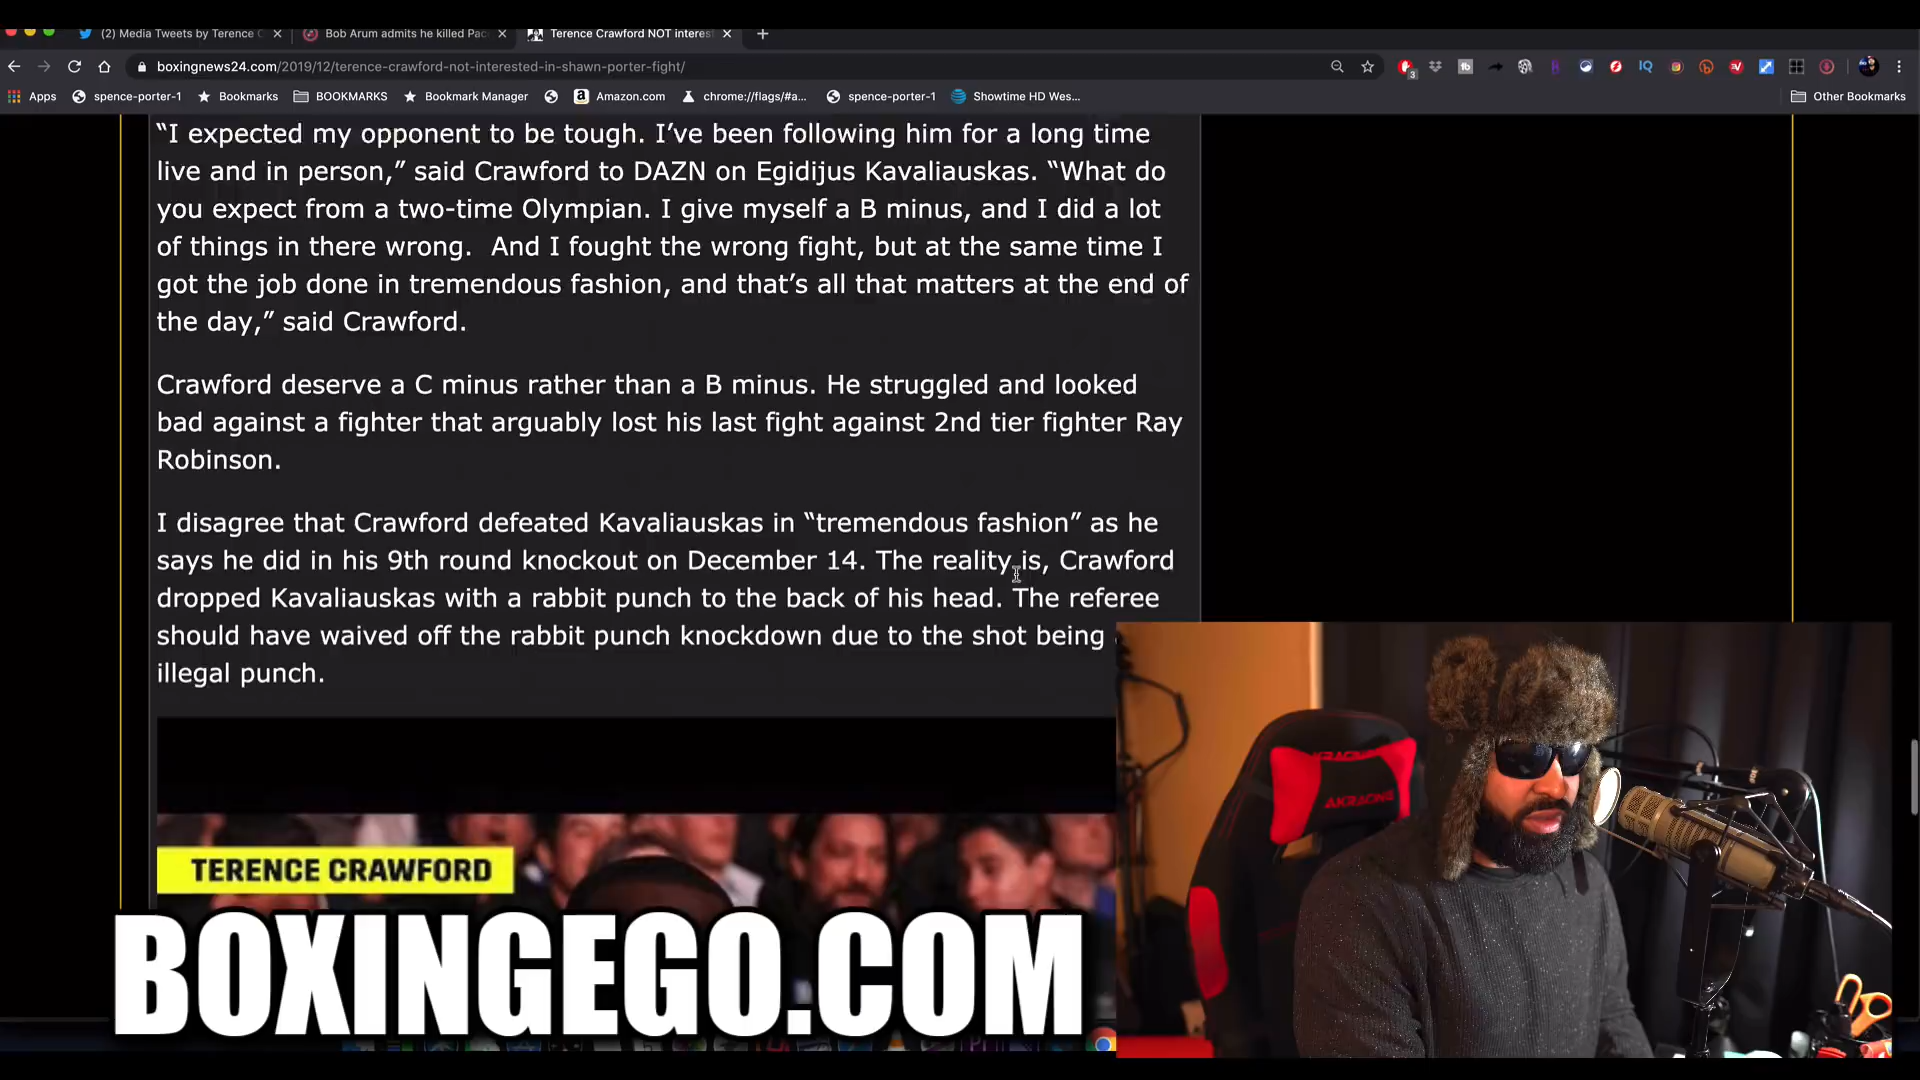 (2) Media Tweets by Terence C
Bob Arum admits he killed Pac
Terence Crawford NOT interes
boxingnews24.com/2019/12/terence-crawford-not-interested-in-shawn-porter-fight/
3
IQ
Apps
spence-porter-1
Bookmarks
BOOKMARKS
Bookmark Manager
Amazon.com
chrome://flags/#a...
spence-porter-1
Showtime HD Wes...
Other Bookmarks
“I expected my opponent to be tough. I’ve been following him for a long time
live and in person,” said Crawford to DAZN on Egidijus Kavaliauskas. “What do
you expect from a two-time Olympian. I give myself a B minus, and I did a lot
of things in there wrong.  And I fought the wrong fight, but at the same time I
got the job done in tremendous fashion, and that’s all that matters at the end of
the day,” said Crawford.
Crawford deserve a C minus rather than a B minus. He struggled and looked
bad against a fighter that arguably lost his last fight against 2nd tier fighter Ray
Robinson.
I disagree that Crawford defeated Kavaliauskas in “tremendous fashion” as he
says he did in his 9th round knockout on December 14. The reality is, Crawford
dropped Kavaliauskas with a rabbit punch to the back of his head. The referee
should have waived off the rabbit punch knockdown due to the shot being
illegal punch.
TERENCE CRAWFORD
BOXINGEGO.COM
AKRACING
AKRACING